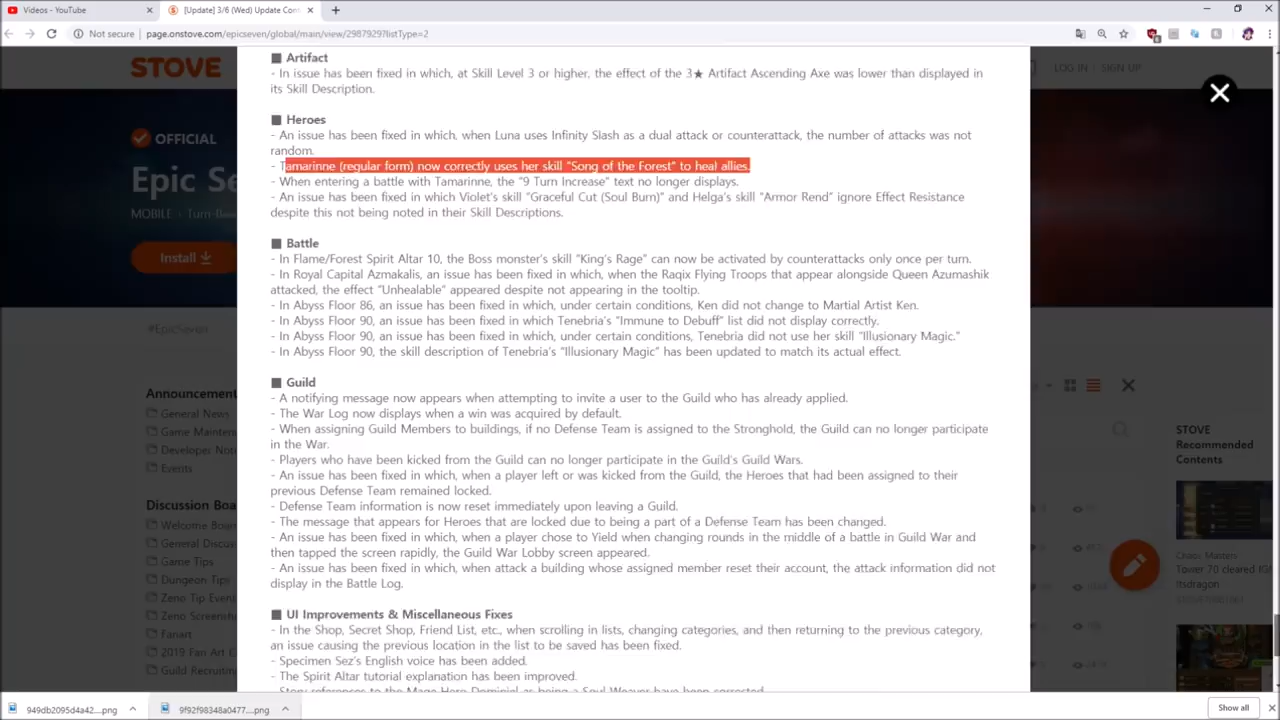 Videos - YouTube
[Update] 3/6 (Wed) Update Con
Not secure | page.onstove.com/epicseven/global/main/view/2987929?listType=2
STOVE
LOG IN / SIGN UP
OFFICIAL
Epic Se
MOBILE
Install
#EpicSeven
Announcement
General News
Game Mainten
Developer Note
Events
Discussion Boa
Welcome Board
General Discus
Game Tips
Dungeon Tips
Zeno Tip Event
Zeno Screensho
Fanart
2019 Fan Art C
Guild Recruitm
■ Artifact
- In issue has been fixed in which, at Skill Level 3 or higher, the effect of the 3★ Artifact Ascending Axe was lower than displayed in
its Skill Description.
■ Heroes
- An issue has been fixed in which, when Luna uses Infinity Slash as a dual attack or counterattack, the number of attacks was not
random.
- Tamarinne (regular form) now correctly uses her skill "Song of the Forest" to heal allies.
- When entering a battle with Tamarinne, the "9 Turn Increase" text no longer displays.
- An issue has been fixed in which Violet's skill "Graceful Cut (Soul Burn)" and Helga's skill "Armor Rend" ignore Effect Resistance
despite this not being noted in their Skill Descriptions.
■ Battle
- In Flame/Forest Spirit Altar 10, the Boss monster's skill "King's Rage" can now be activated by counterattacks only once per turn.
- In Royal Capital Azmakalis, an issue has been fixed in which, when the Raqix Flying Troops that appear alongside Queen Azumashik
attacked, the effect "Unhealable" appeared despite not appearing in the tooltip.
- In Abyss Floor 86, an issue has been fixed in which, under certain conditions, Ken did not change to Martial Artist Ken.
- In Abyss Floor 90, an issue has been fixed in which Tenebria's "Immune to Debuff" list did not display correctly.
- In Abyss Floor 90, an issue has been fixed in which, under certain conditions, Tenebria did not use her skill "Illusionary Magic."
- In Abyss Floor 90, the skill description of Tenebria's "Illusionary Magic" has been updated to match its actual effect.
■ Guild
- A notifying message now appears when attempting to invite a user to the Guild who has already applied.
- The War Log now displays when a win was acquired by default.
- When assigning Guild Members to buildings, if no Defense Team is assigned to the Stronghold, the Guild can no longer participate
in the War.
- Players who have been kicked from the Guild can no longer participate in the Guild's Guild Wars.
- An issue has been fixed in which, when a player left or was kicked from the Guild, the Heroes that had been assigned to their
previous Defense Team remained locked.
- Defense Team information is now reset immediately upon leaving a Guild.
- The message that appears for Heroes that are locked due to being a part of a Defense Team has been changed.
- An issue has been fixed in which, when a player chose to Yield when changing rounds in the middle of a battle in Guild War and
then tapped the screen rapidly, the Guild War Lobby screen appeared.
- An issue has been fixed in which, when attack a building whose assigned member reset their account, the attack information did not
display in the Battle Log.
■ UI Improvements & Miscellaneous Fixes
- In the Shop, Secret Shop, Friend List, etc., when scrolling in lists, changing categories, and then returning to the previous category,
an issue causing the previous location in the list to be saved has been fixed.
- Specimen Sez's English voice has been added.
- The Spirit Altar tutorial explanation has been improved.
- Story references to the Mage Hero Dominiel as being a Soul Weaver have been corrected.
STOVE
Recommended
Contents
Chaos Masters
Tower 70 cleared
949db2095d4a42....png
9f92f98348a0477....png
Show all